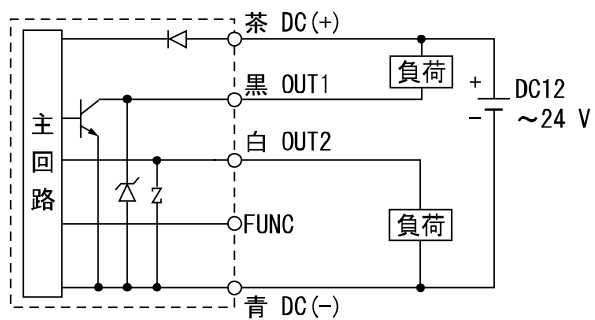 茶 DC(+)
負荷
黒 OUT1
+
DC12
～24 V
−
主回路
白 OUT2
負荷
FUNC
青 DC(−)